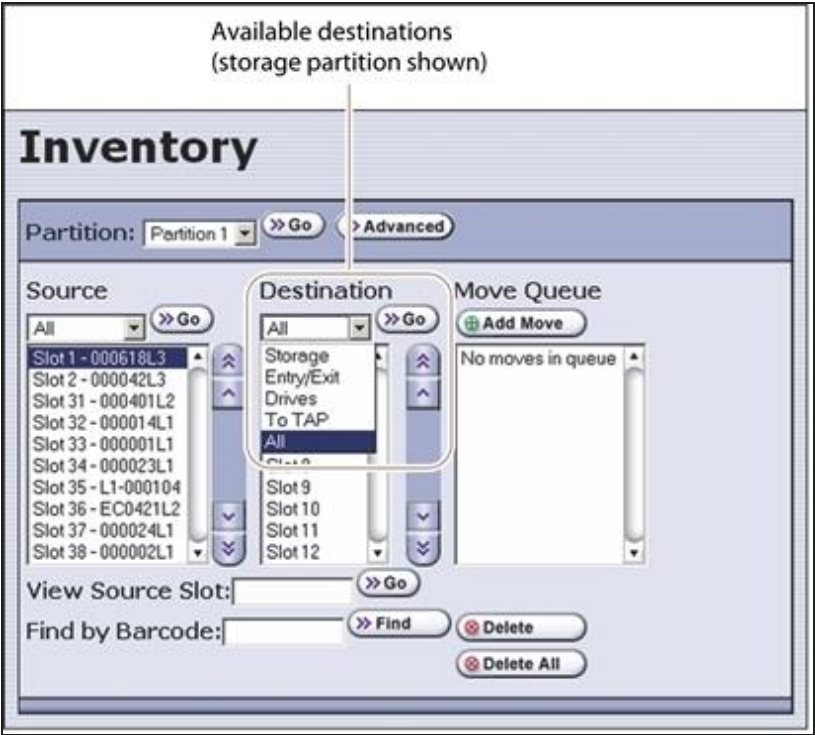 Available destinations
(storage partition shown)
Inventory
Partition: Partition 1 Go Advanced
Source
All Go
Slot 1 - 000618L3
Slot 2 - 000042L3
Slot 31 - 000401L2
Slot 32 - 000014L1
Slot 33 - 000001L1
Slot 34 - 000023L1
Slot 35 - L1-000104
Slot 36 - EC0421L2
Slot 37 - 000024L1
Slot 38 - 000002L1
Destination
All Go
Storage
Entry/Exit
Drives
To TAP
All
Slot 9
Slot 10
Slot 11
Slot 12
Move Queue
Add Move
No moves in queue
View Source Slot: Go
Find by Barcode: Find
Delete
Delete All